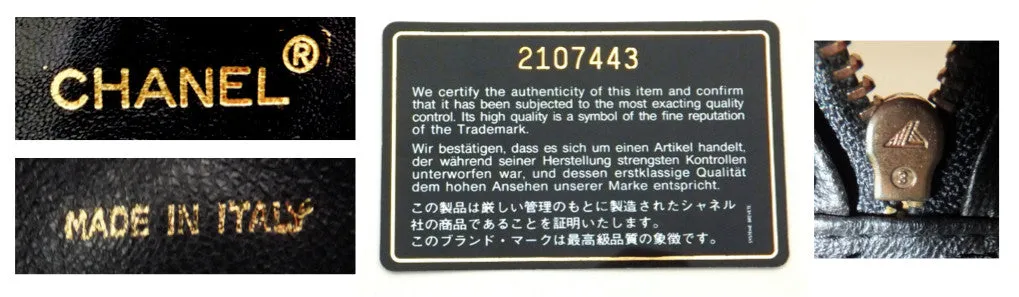 CHANEL®
MADE IN ITALY
2107443
We certify the authenticity of this item and confirm
that it has been subjected to the most exacting quality
control. Its high quality is a symbol of the fine reputation
of the Trademark.
Wir bestätigen, dass es sich um einen Artikel handelt,
der während seiner Herstellung strengsten Kontrollen
unterworfen war, und dessen erstklassige Qualität
dem hohen Ansehen unserer Marke entspricht.
この製品は厳しい管理のもとに製造されたシャネル
社の商品であることを証明いたします。
このブランド・マークは最高級品質の象徴です。